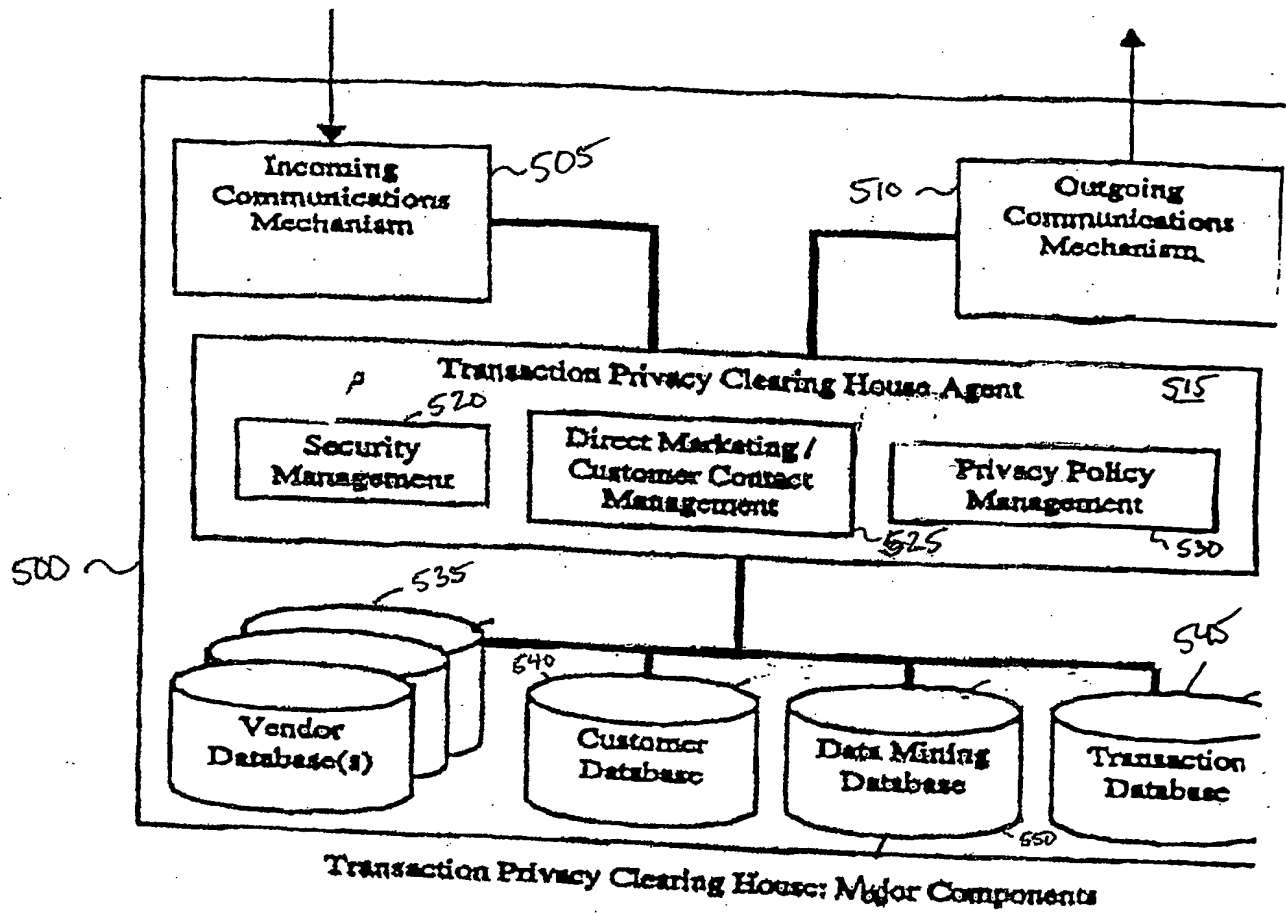 Incoming
Communications
Mechanism
505
510
Outgoing
Communications
Mechanism
Transaction Privacy Clearing House Agent
515
520
Security
Management
Direct Marketing /
Customer Contact
Management
525
Privacy Policy
Management
530
500
535
Vendor
Database(s)
540
Customer
Database
Data Mining
Database
550
545
Transaction
Database
Transaction Privacy Clearing House: Major Components